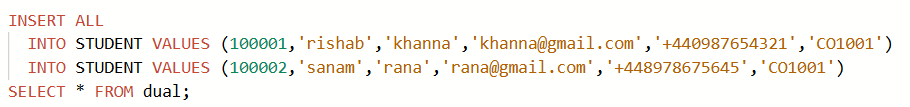 INSERT ALL
INTO STUDENT VALUES (100001,'rishab','khanna','khanna@gmail.com','+440987654321','CO1001')
INTO STUDENT VALUES (100002,'sanam','rana','rana@gmail.com','+448978675645','CO1001')
SELECT * FROM dual;